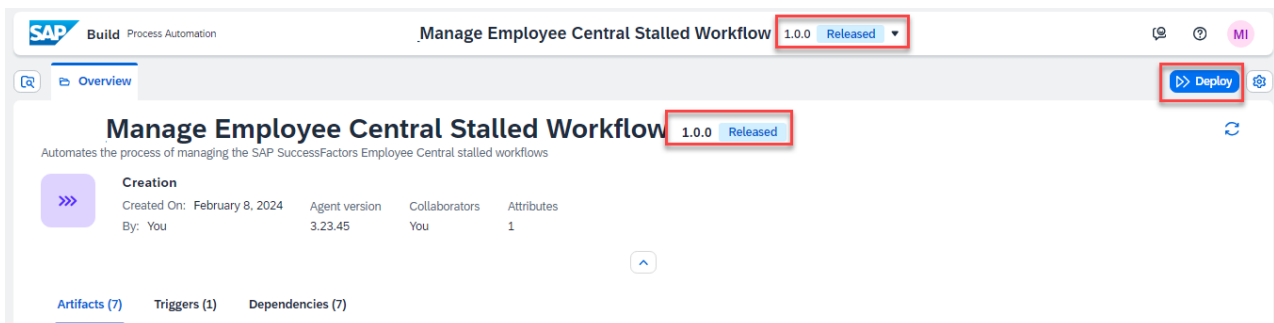 SAP Build Process Automation Manage Employee Central Stalled Workflow 1.0.0 Released MI
Overview Deploy
Manage Employee Central Stalled Workflow 1.0.0 Released
Automates the process of managing the SAP SuccessFactors Employee Central stalled workflows
Creation
Created On: February 8, 2024 Agent version Collaborators Attributes
By: You 3.23.45 You 1
Artifacts (7) Triggers (1) Dependencies (7)